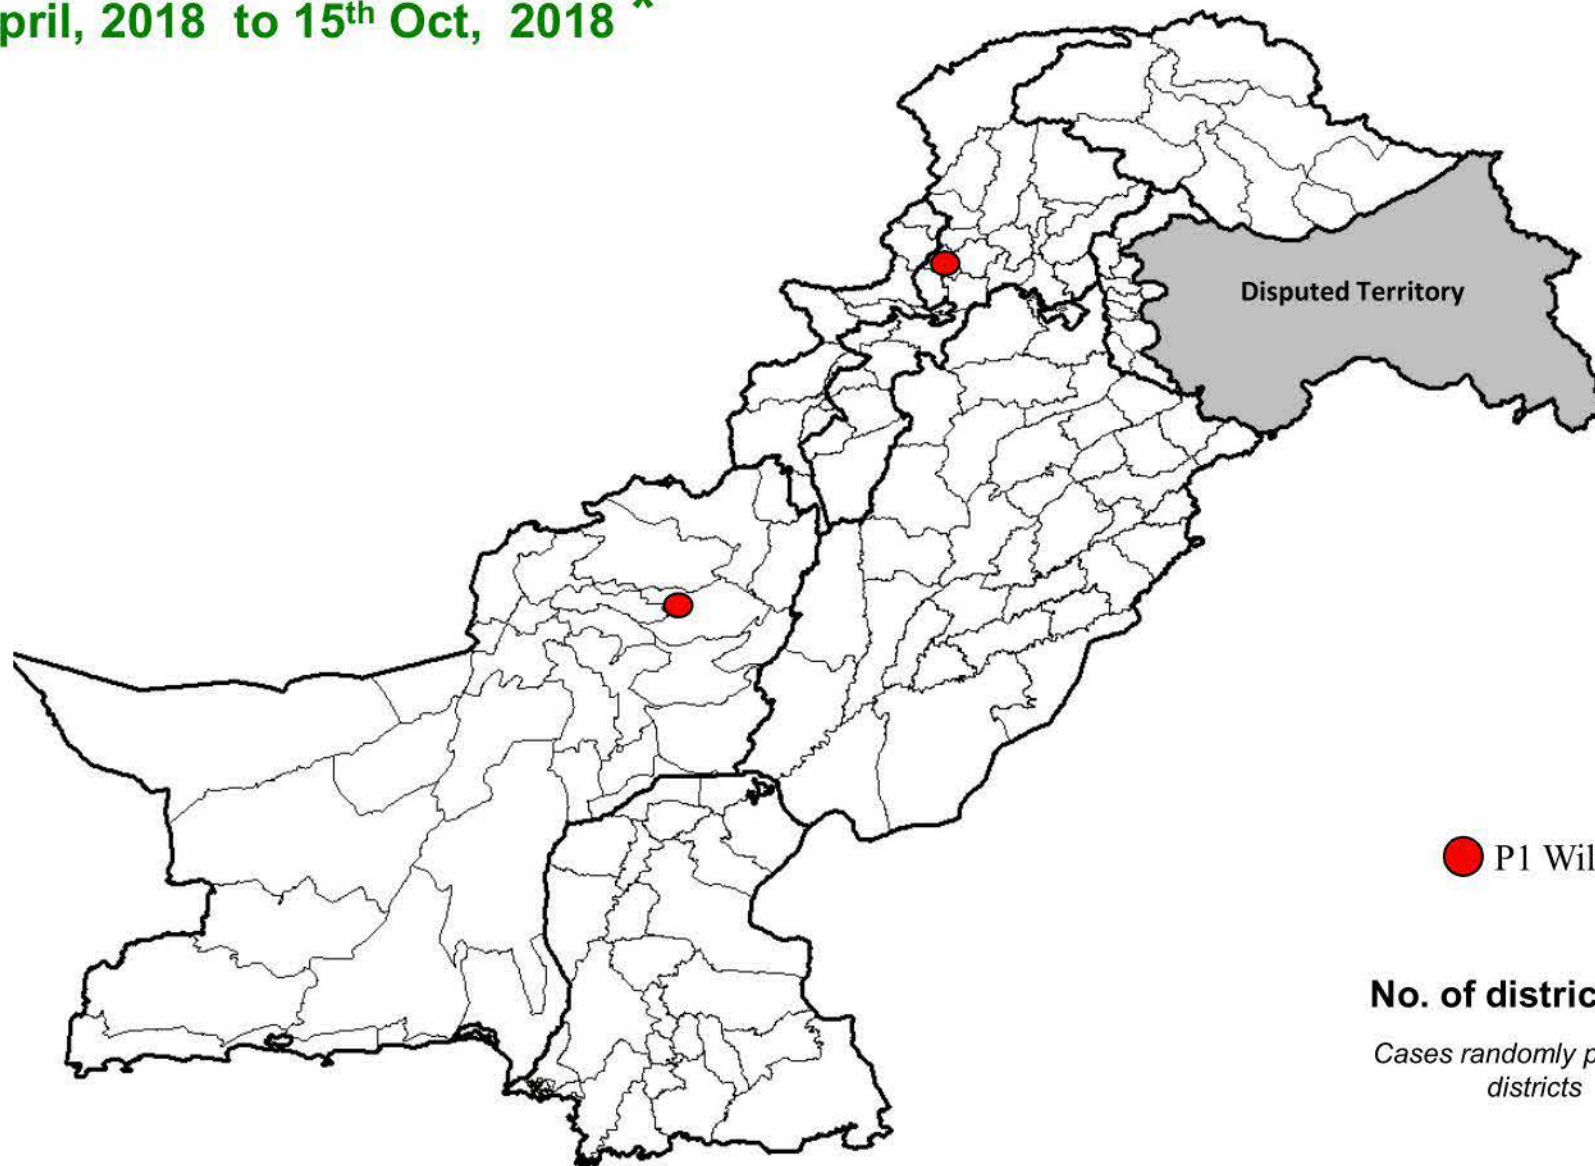 pril, 2018 to 15th Oct, 2018 *
Disputed Territory
P1 Wil
No. of distric
Cases randomly p
districts